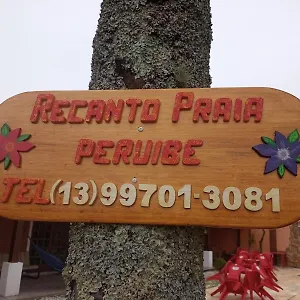 RECANTO PRAIA
PERUIBE
TEL(13)99701-3081